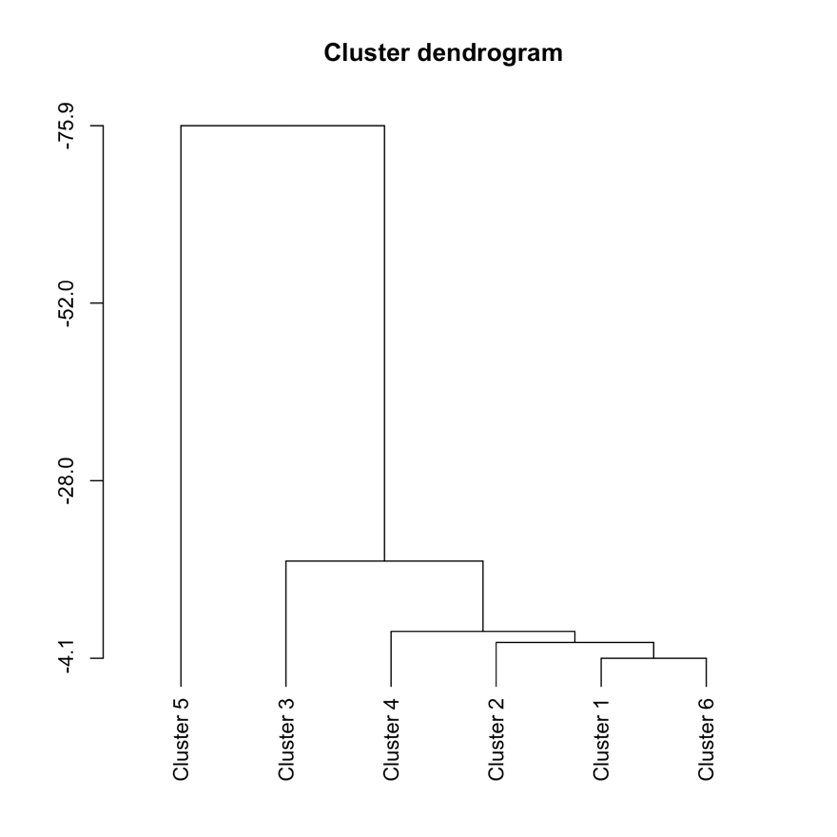 Cluster dendrogram
-75.9
-52.0
-28.0
-4.1
Cluster 5
Cluster 3
Cluster 4
Cluster 2
Cluster 1
Cluster 6